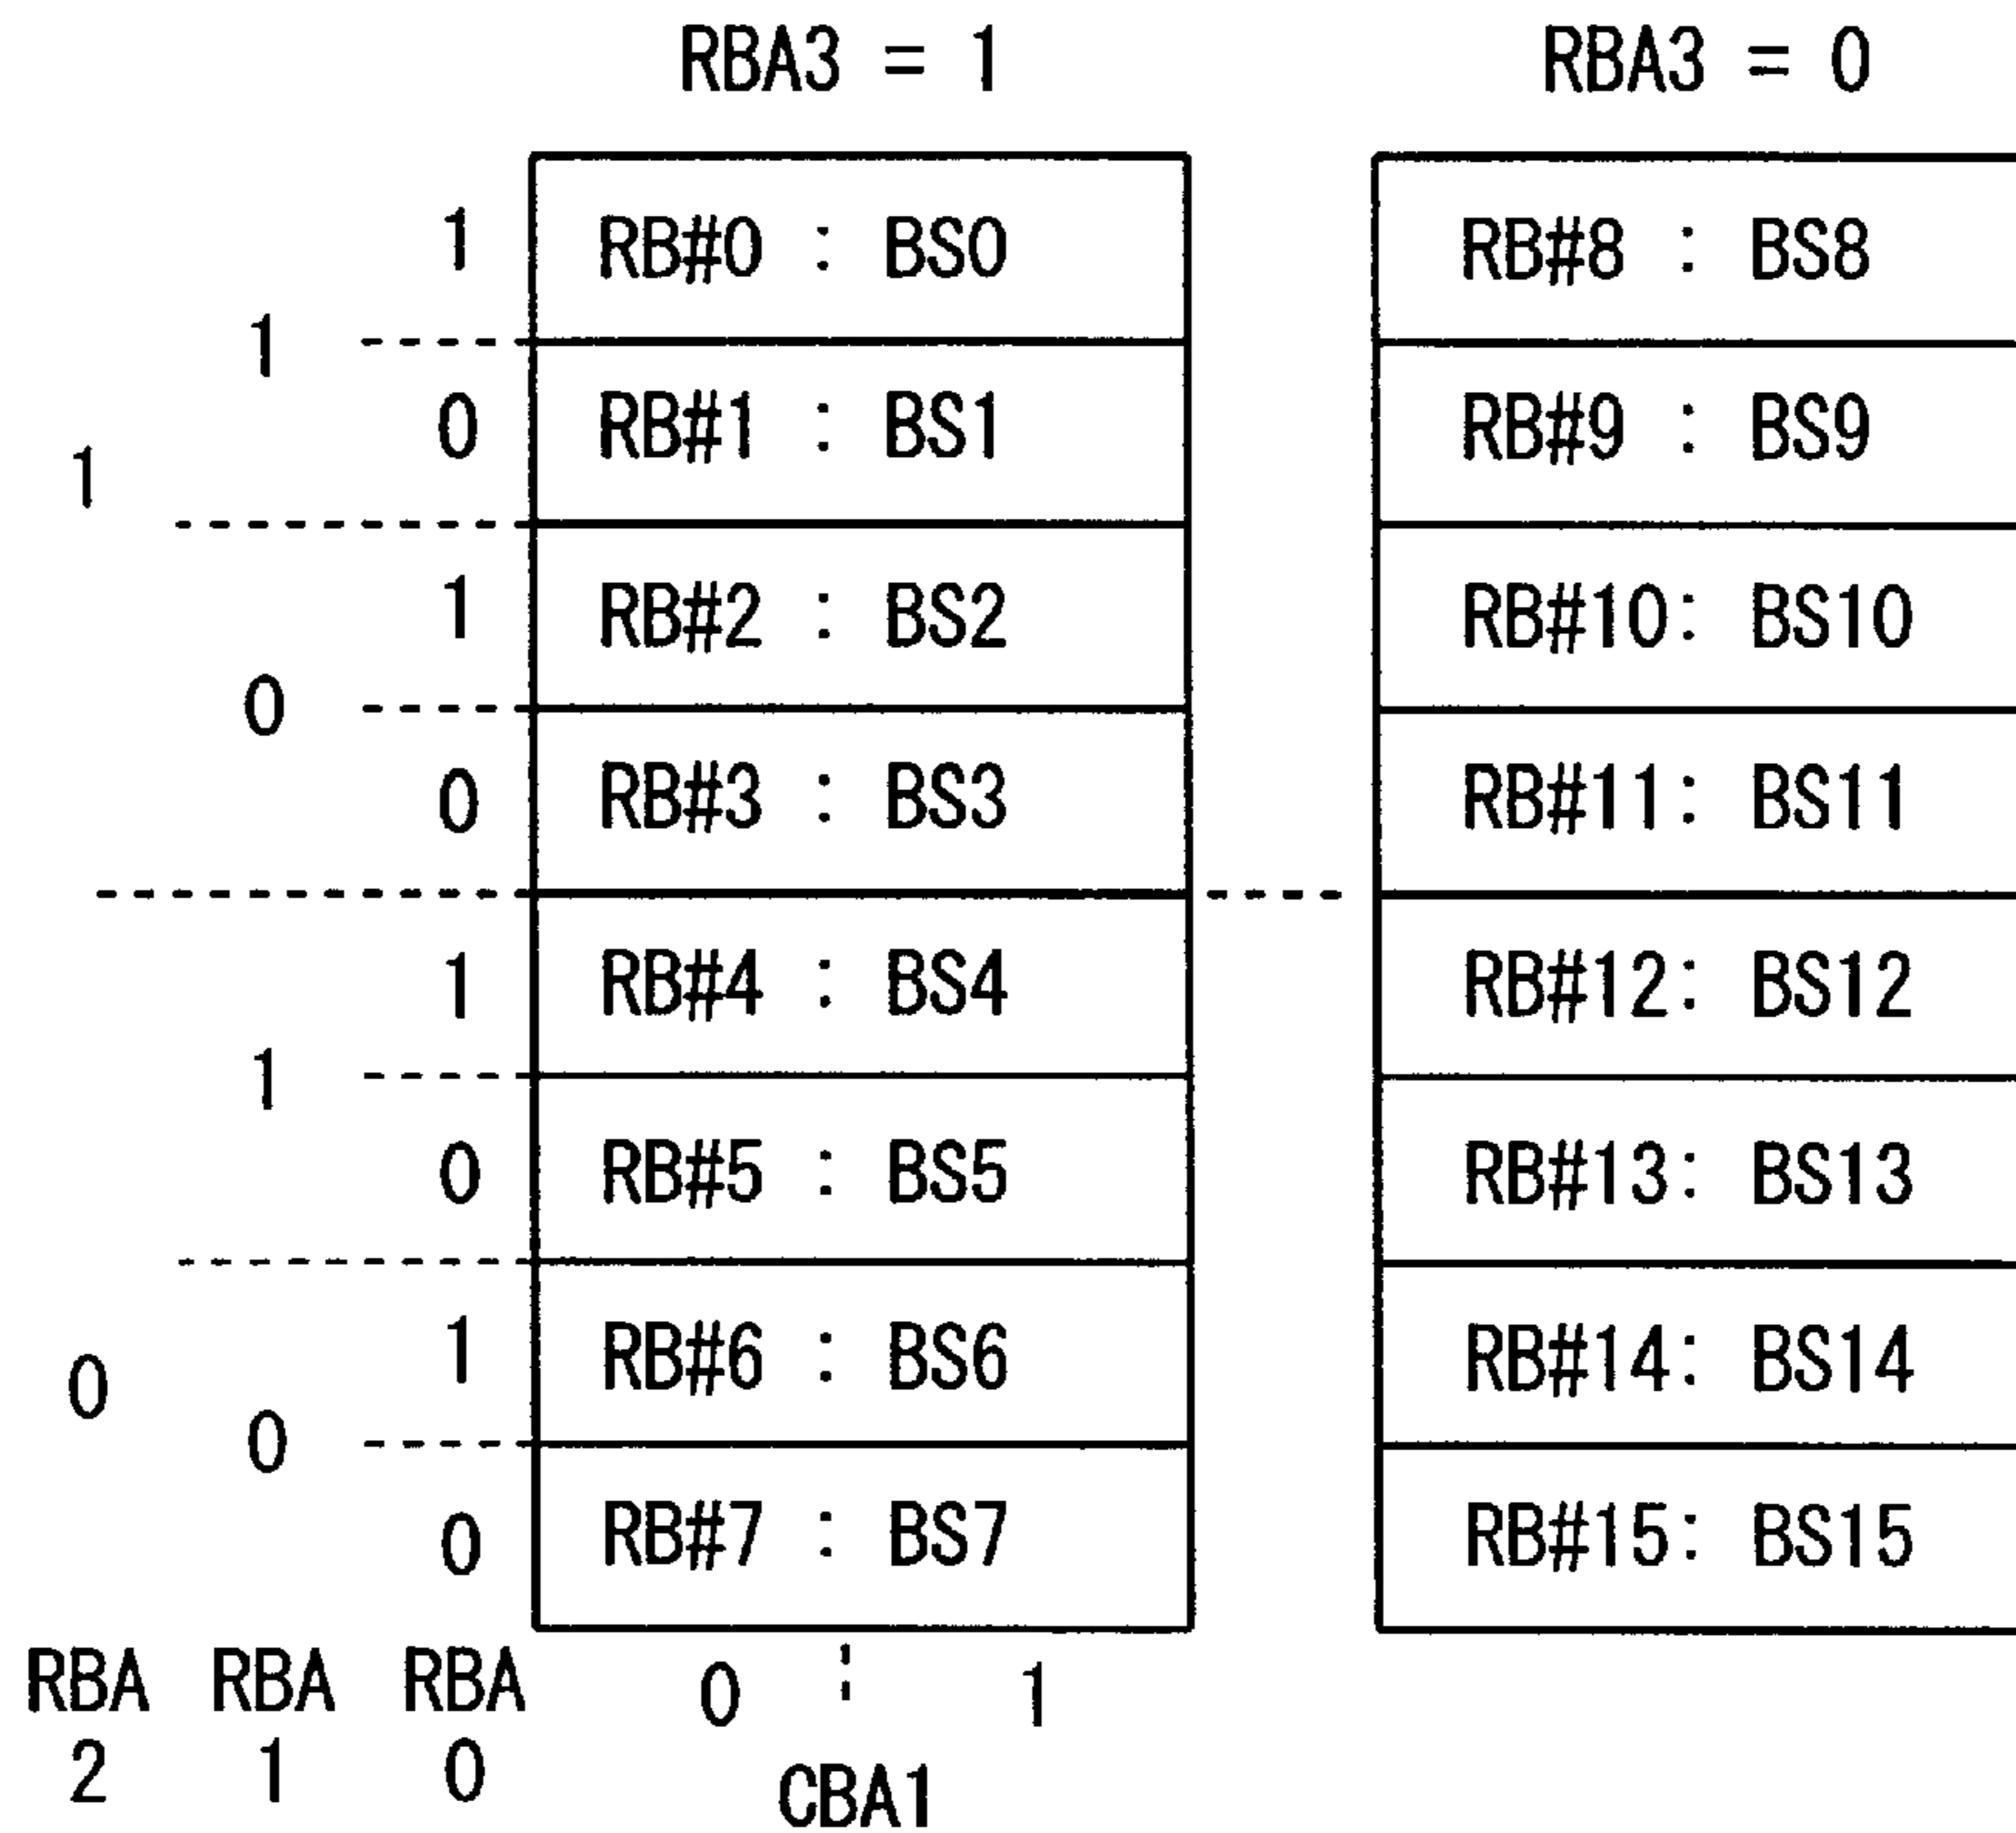 RBA3 = 1 RBA3 = 0
1 RB#0 : BS0 RB#8 : BS8
1
0 RB#1 : BS1 RB#9 : BS9
1
1 RB#2 : BS2 RB#10: BS10
0
0 RB#3 : BS3 RB#11: BS11
1 RB#4 : BS4 RB#12: BS12
1
0 RB#5 : BS5 RB#13: BS13
1 RB#6 : BS6 RB#14: BS14
0
0
0 RB#7 : BS7 RB#15: BS15
RBA RBA RBA 0 1
2 1 0 CBA1